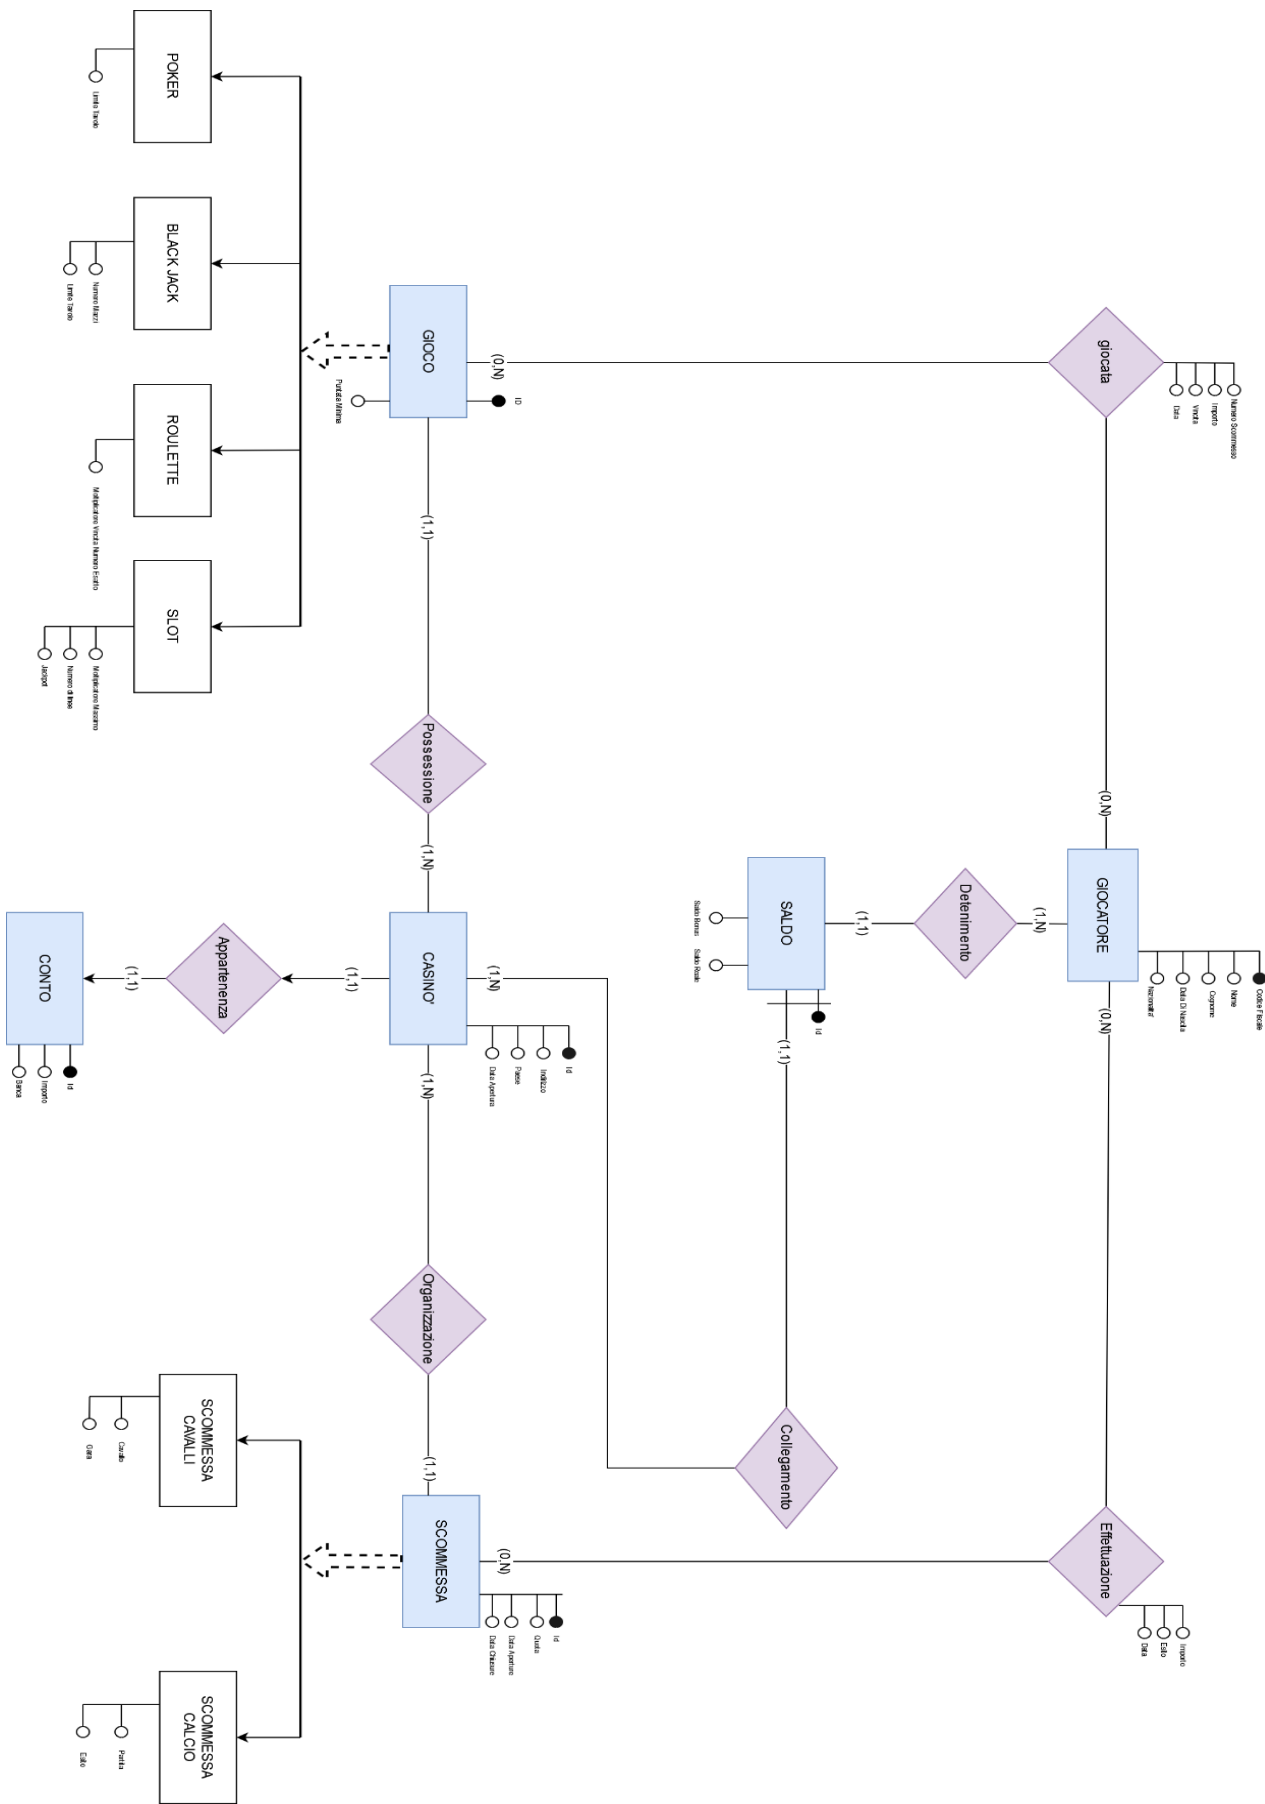 Numero Scommesso
Importo
Vincita
Data
giocata
(0,N)
GIOCATORE
Codice Fiscale
Nome
Cognome
Data Di Nascita
Nazionalita'
(0,N)
Effettuazione
Importo
Esito
Data
Detenimento
(1,N)
(1,1)
SALDO
Id
Saldo Reale
Saldo Bonus
(1,1)
Collegamento
(0,N)
ID
GIOCO
Puntata Minima
(1,1)
Possessione
(1,N)
CASINO'
(1,N)
Id
Indirizzo
Paese
Data Apertura
(1,N)
Organizzazione
(1,1)
SCOMMESSA
(0,N)
Id
Quota
Data Aperture
Data Chiusure
(1,1)
Appartenenza
(1,1)
CONTO
Id
Importo
Banca
POKER
Limite Tavolo
BLACK JACK
Numero Mazzi
Limite Tavolo
ROULETTE
Moltiplicatore Vincita Numero Esatto
SLOT
Moltiplicatore Massimo
Numero di linee
Jackpot
SCOMMESSA
CAVALLI
Cavallo
Gara
SCOMMESSA
CALCIO
Partita
Esito